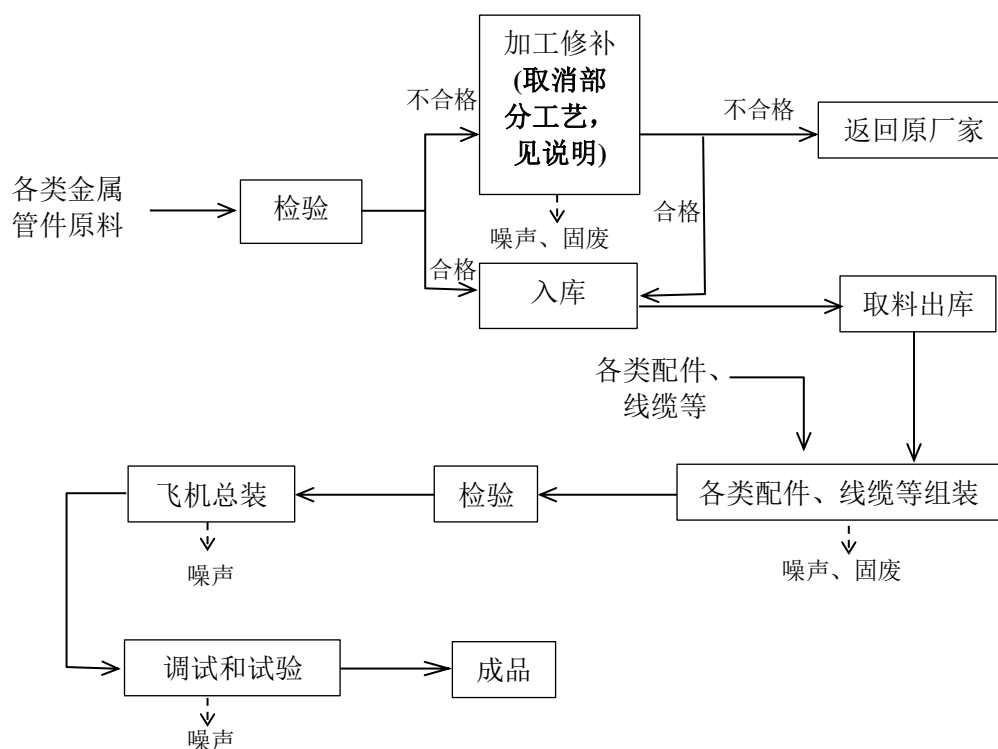 加工修补
(取消部
分工艺，
见说明)
不合格
不合格
返回原厂家
各类金属
管件原料
检验
合格
噪声、固废
合格
入库
取料出库
各类配件、
线缆等
飞机总装
检验
各类配件、线缆等组装
噪声
噪声、固废
调试和试验
成品
噪声